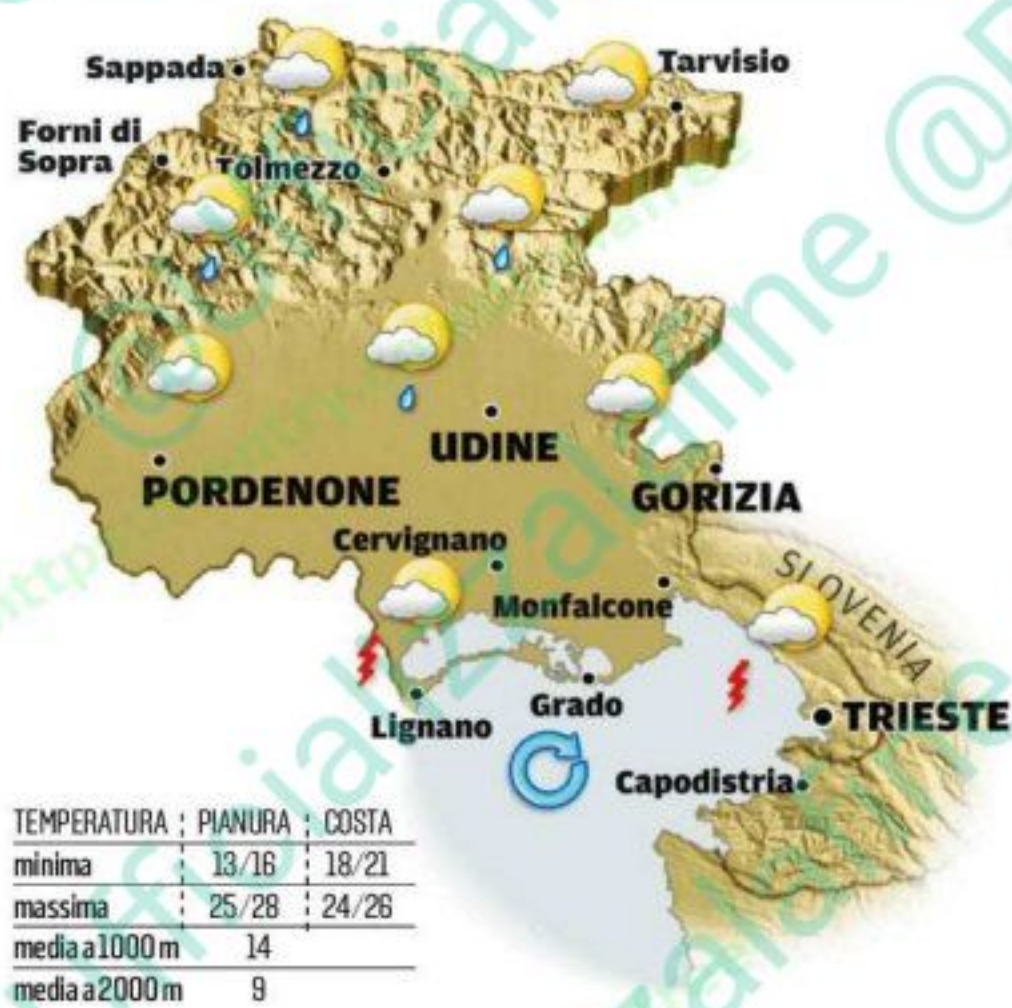 Sappada
Tarvisio
Forni di
Sopra
Tolmezzo
UDINE
PORDENONE
GORIZIA
Cervignano
Monfalcone
SLOVENIA
Grado
Lignano
TRIESTE
Capodistria
TEMPERATURA PIANURA COSTA
minima 13/16 18/21
massima 25/28 24/26
media a 1000 m 14
media a 2000 m 9